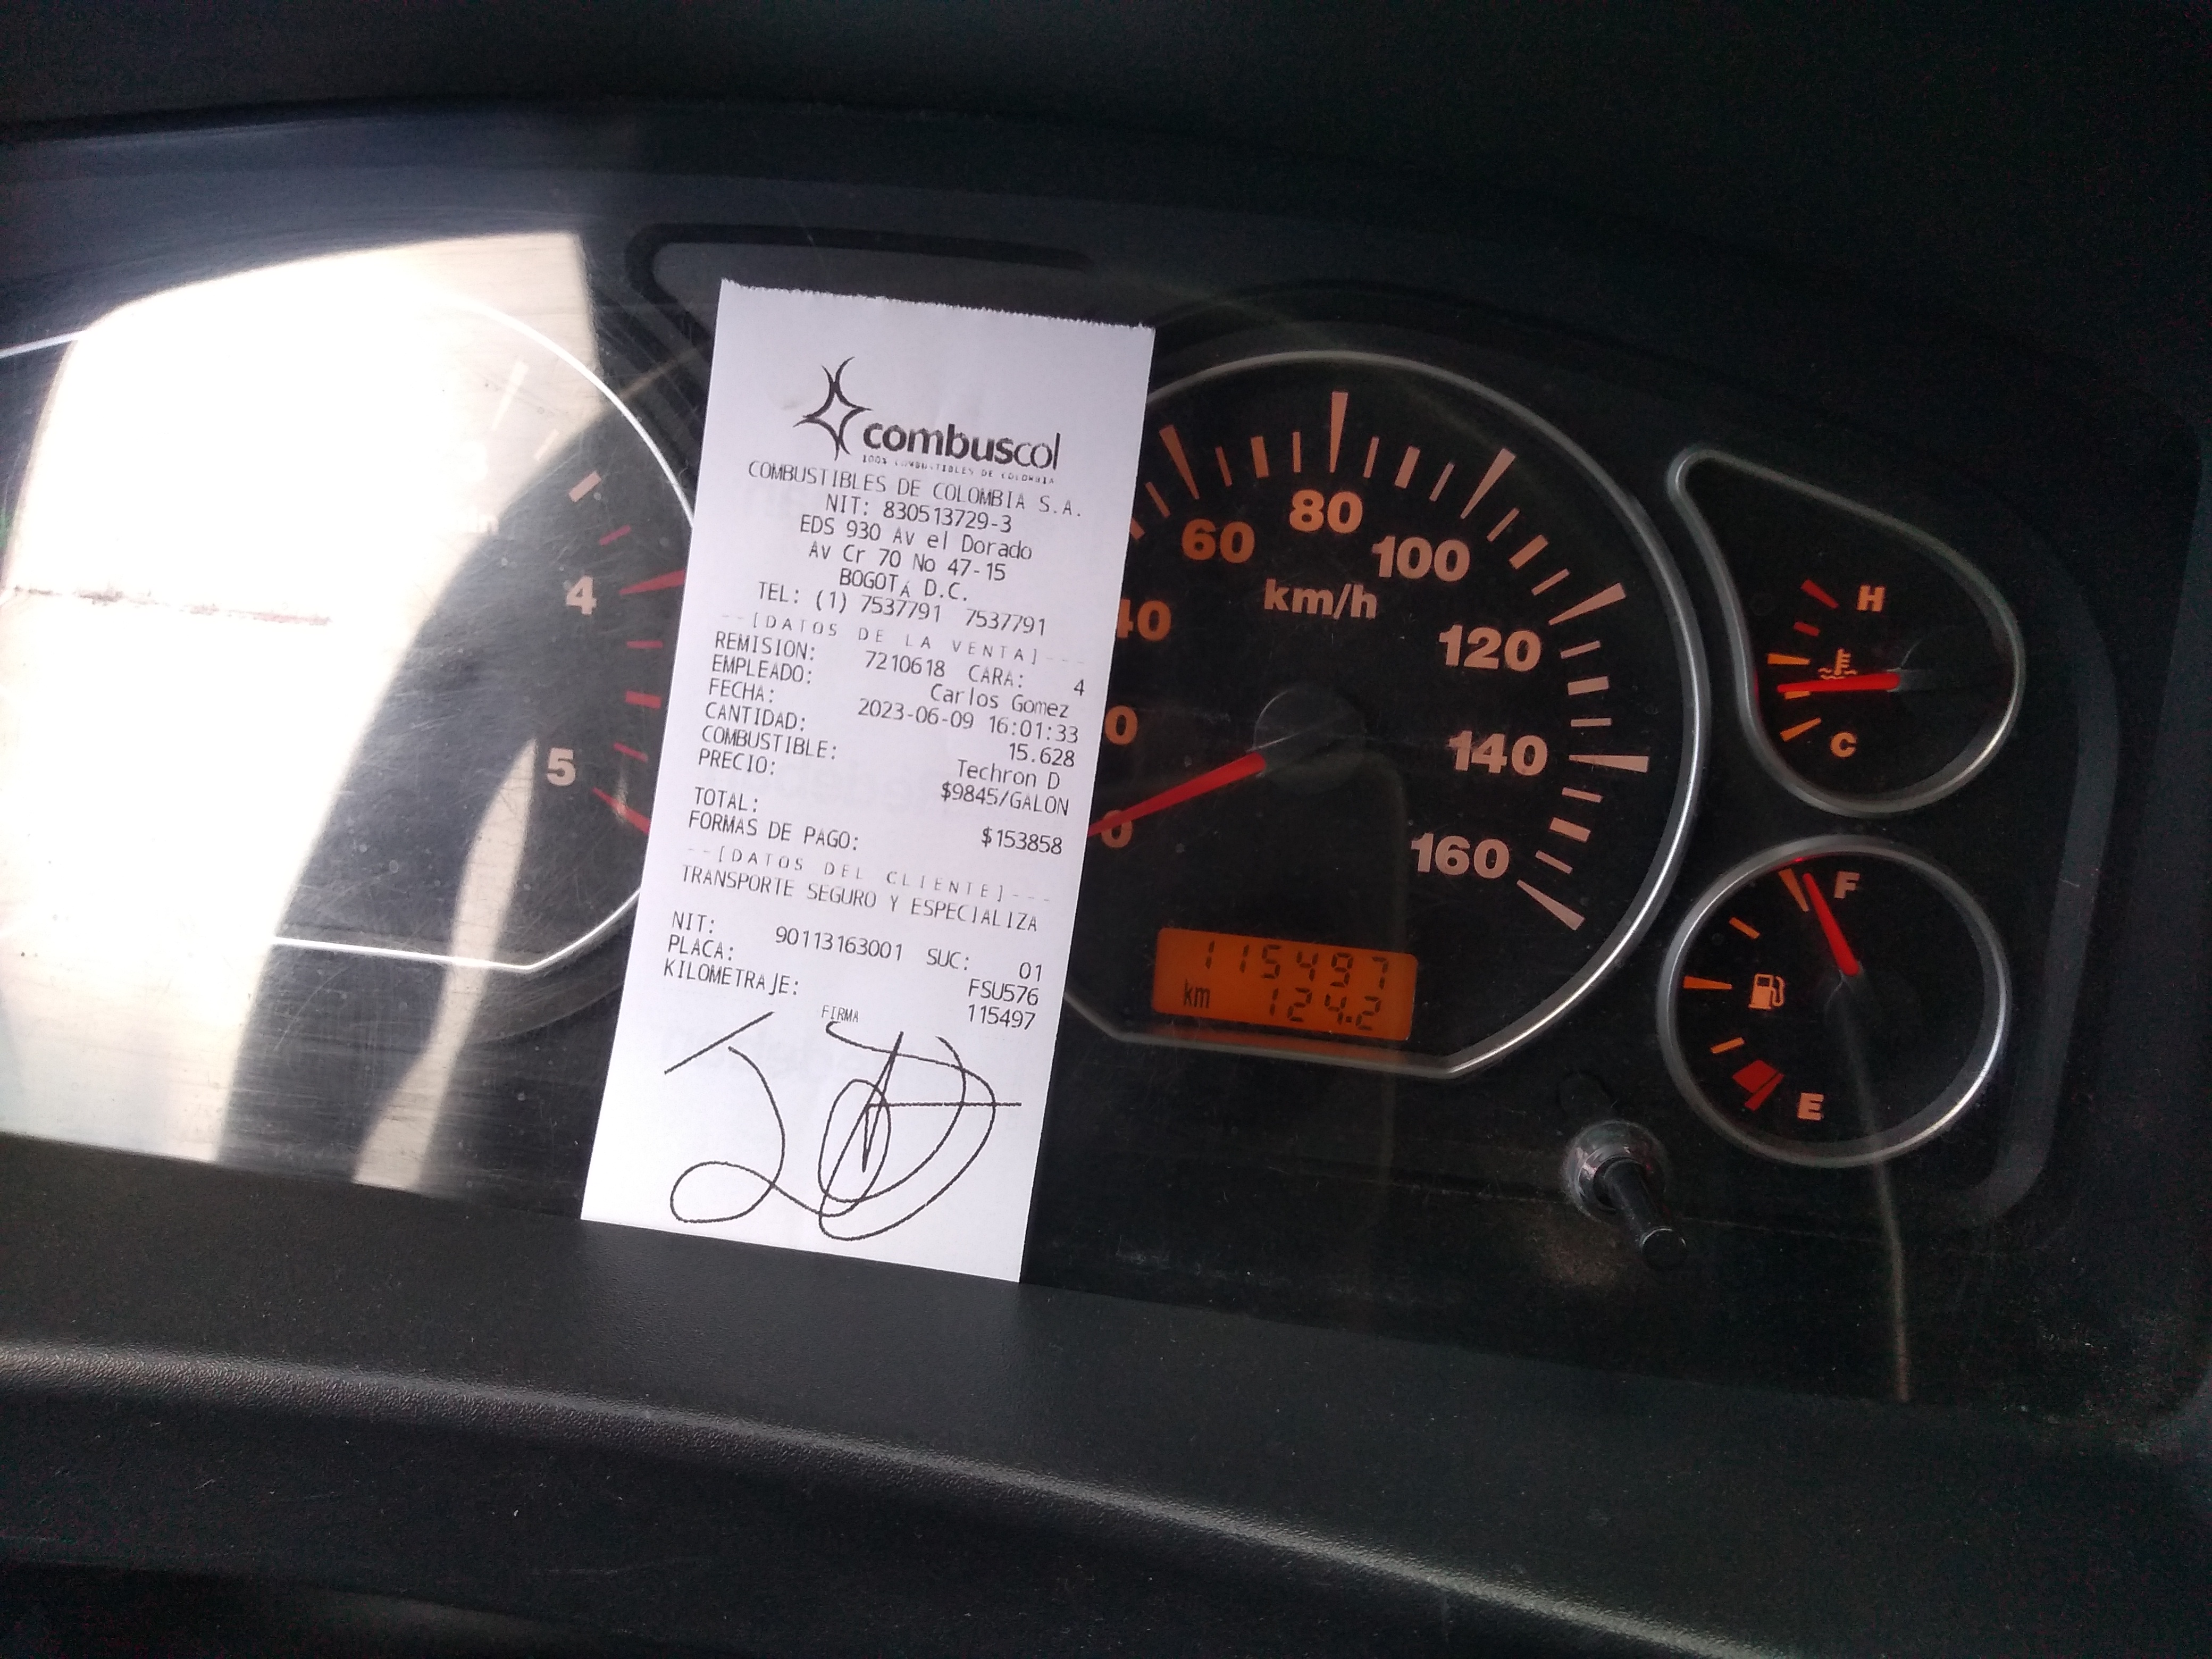 combuscol
100% COMBUSTIBLES DE COLOMBIA
COMBUSTIBLES DE COLOMBIA S.A.
NIT: 830513729-3
EDS 930 Av el Dorado
Av Cr 70 No 47-15
BOGOTÁ D.C.
TEL: (1) 7537791 7537791
--[DATOS DE LA VENTA]---
REMISION: 7210618 CARA: 4
EMPLEADO: Carlos Gomez
FECHA: 2023-06-09 16:01:33
CANTIDAD: 15.628
COMBUSTIBLE: Techron D
PRECIO: $9845/GALON
TOTAL: $153858
FORMAS DE PAGO:
--[DATOS DEL CLIENTE]---
TRANSPORTE SEGURO Y ESPECIALIZA
NIT: 90113163001 SUC: 01
PLACA: FSU576
KILOMETRAJE: 115497
FIRMA
4
5
0
40
60
80
100
120
140
160
km/h
115497
km 124.2
H
C
F
E